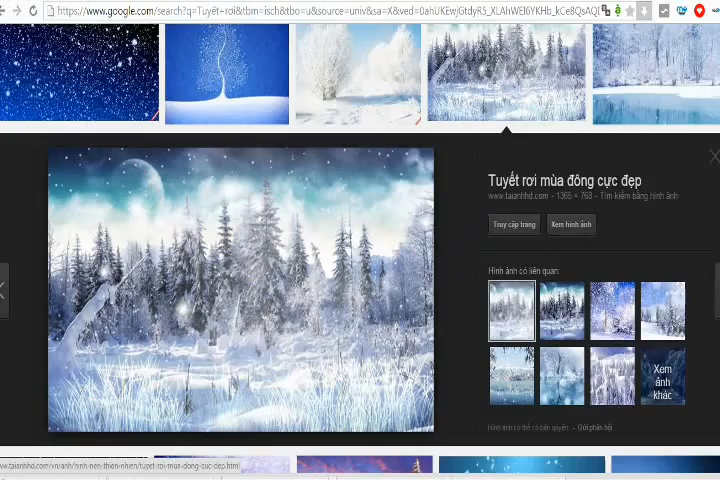 https://www.google.com/search?q=Tuyết+rơi&tbm=isch&tbo=u&source=univ&sa=X&ved=
Tuyết rơi mùa đông cực đẹp
www.taianhhd.com - 1365 × 768 - Tìm kiếm bằng hình ảnh
Truy cập trang
Xem hình ảnh
Hình ảnh có liên quan:
Xem
ảnh
khác
Hình ảnh có thể có bản quyền. - Gửi phản hồi
ww.taianhhd.com/vn/anh/hinh-nen-thien-nhien/tuyet-roi-mua-dong-cuc-dep.html